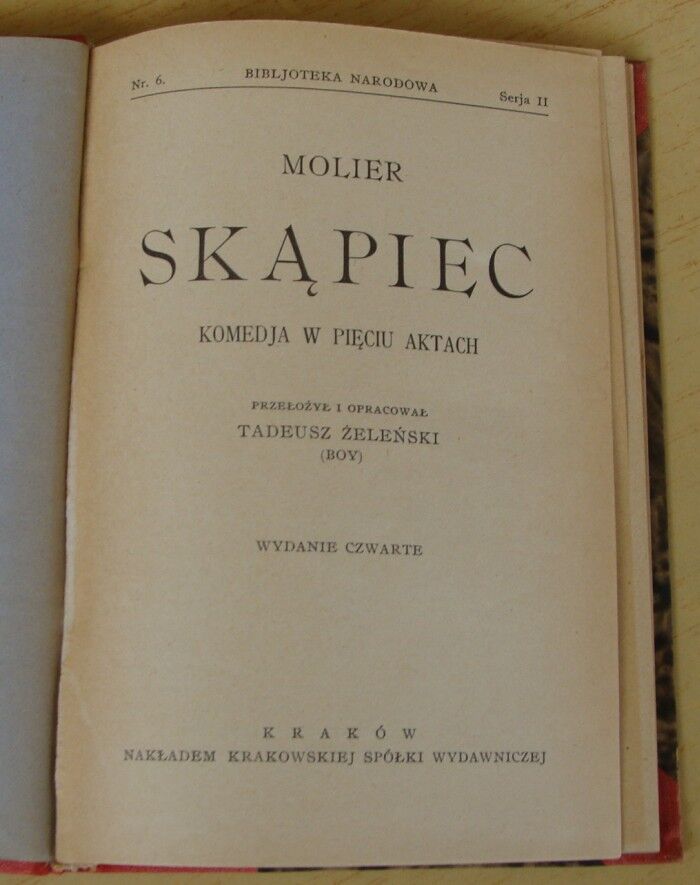 Nr. 6. BIBLJOTEKA NARODOWA Serja II
MOLIER
SKĄPIEC
KOMEDJA W PIĘCIU AKTACH
PRZEŁOŻYŁ I OPRACOWAŁ
TADEUSZ ŻELEŃSKI
(BOY)
WYDANIE CZWARTE
KRAKÓW
NAKŁADEM KRAKOWSKIEJ SPÓŁKI WYDAWNICZEJ